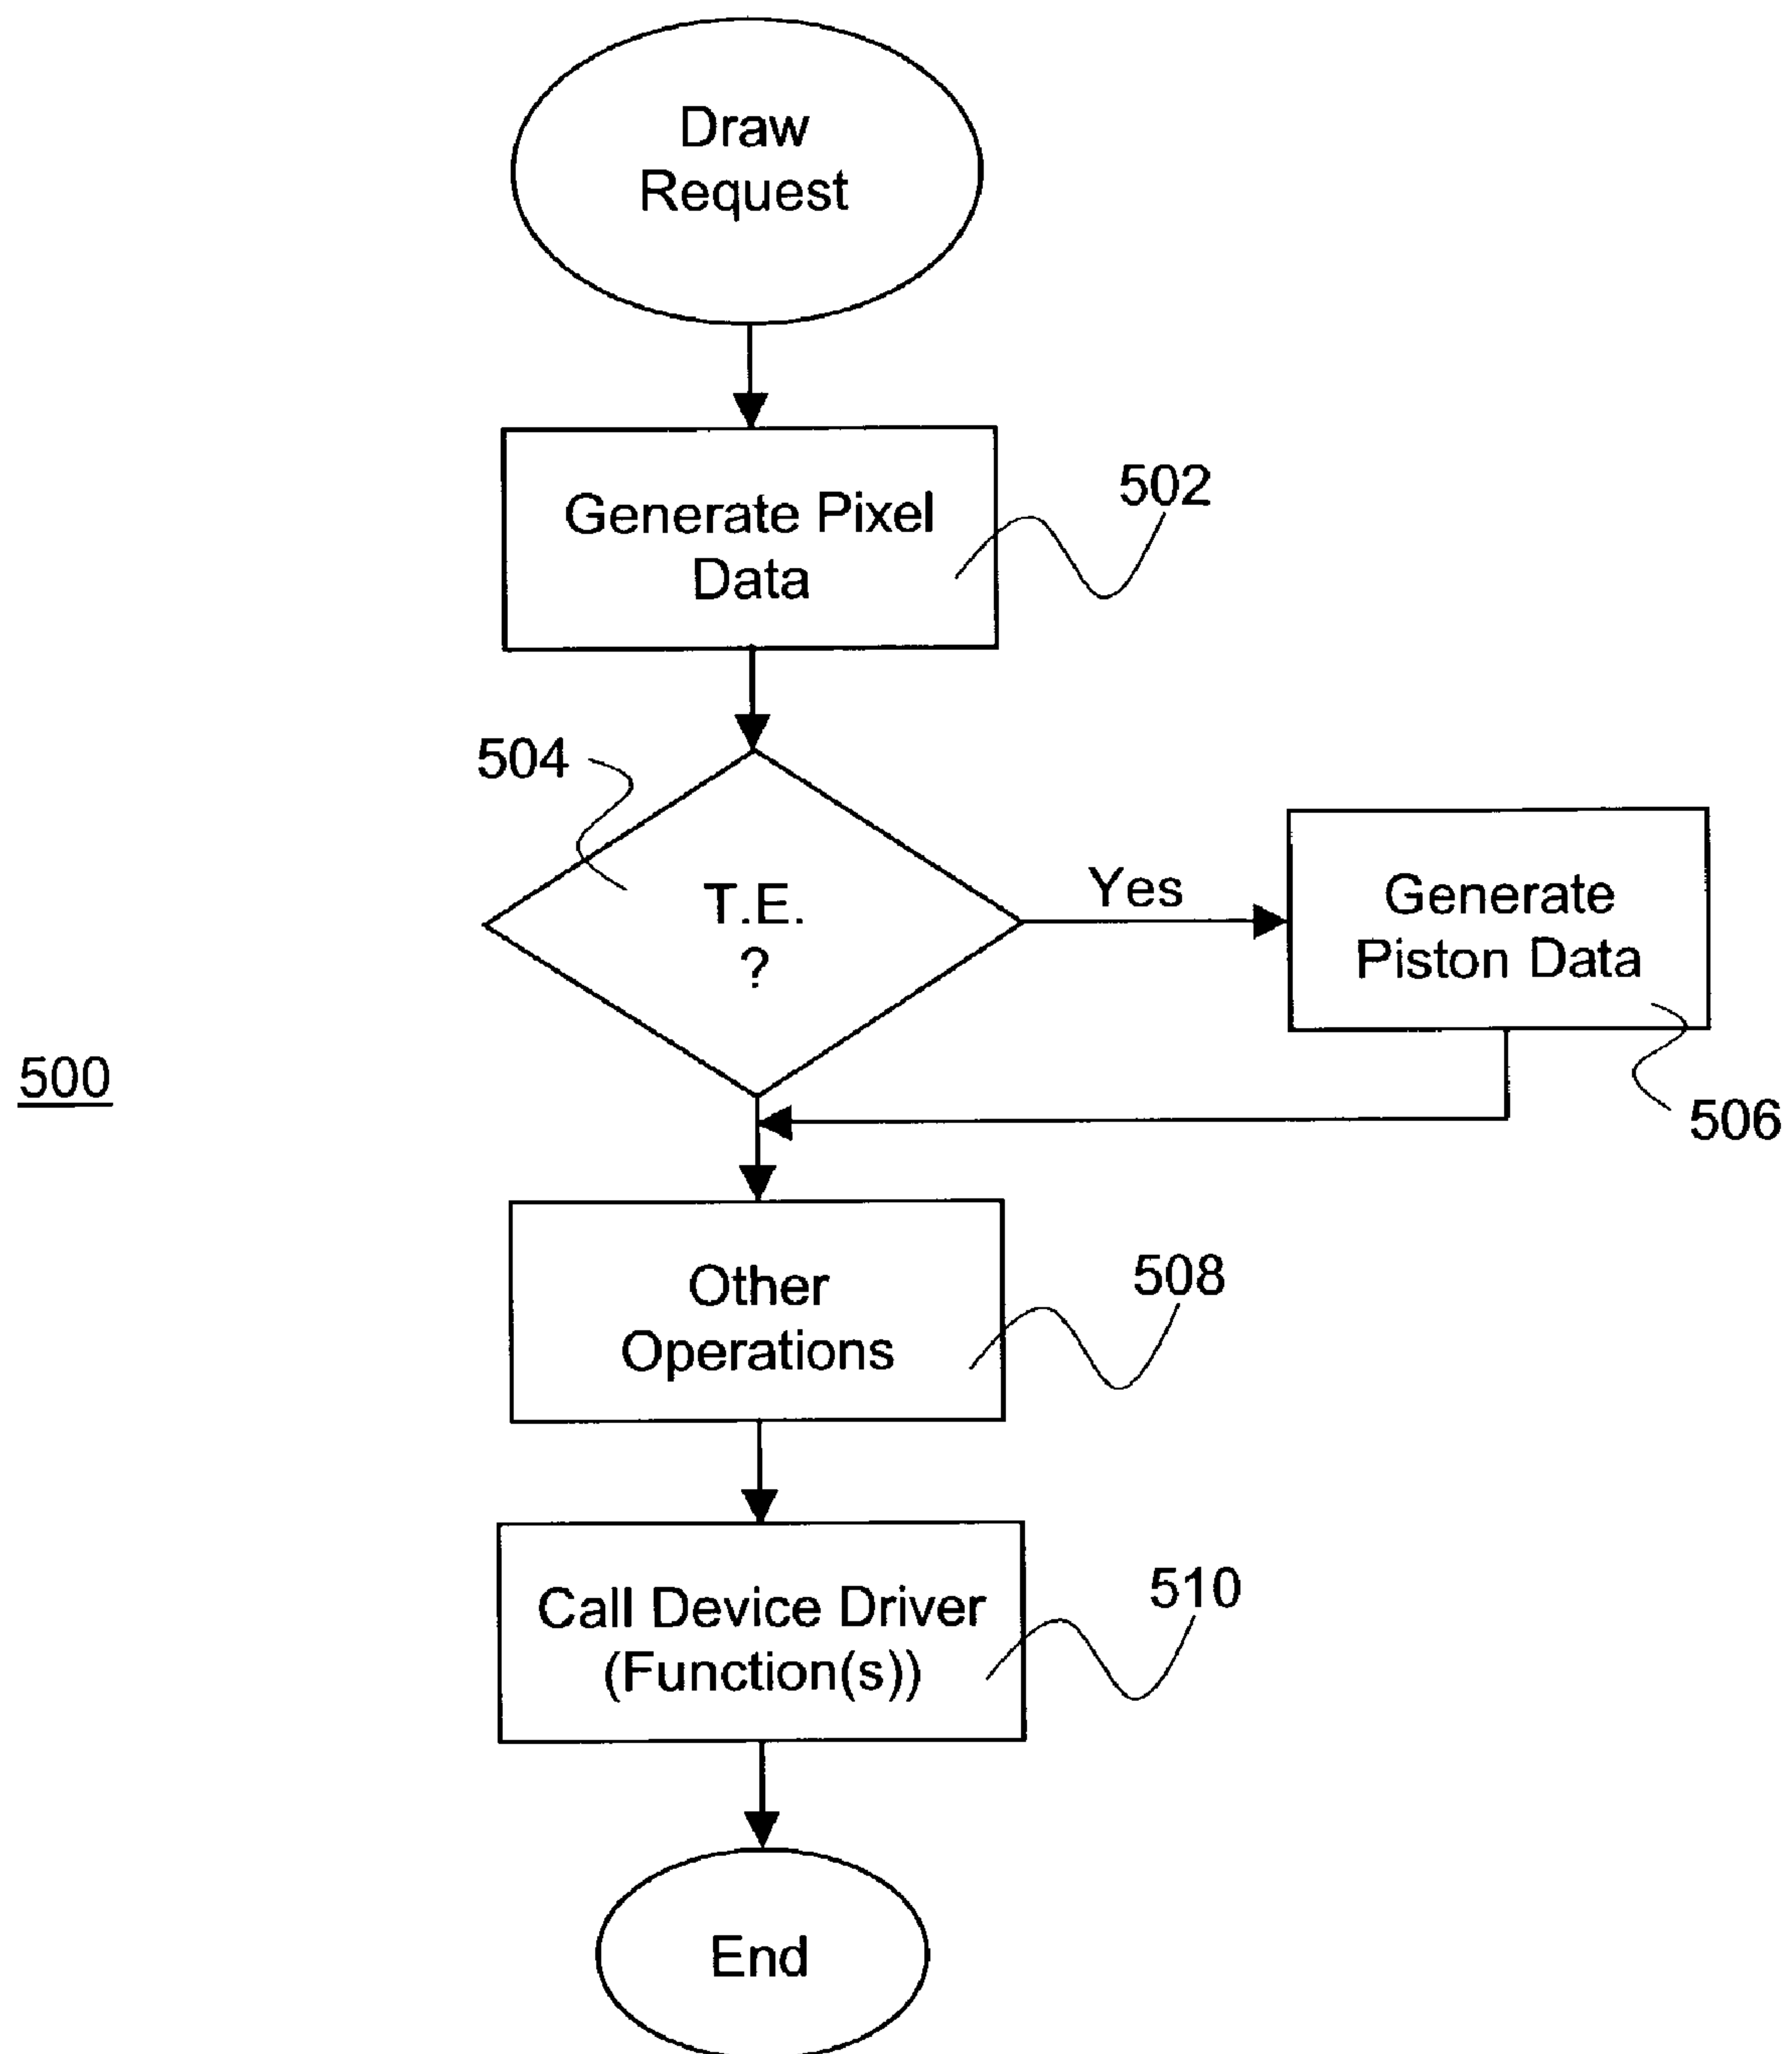 Draw
Request
Generate Pixel
Data
502
504
T.E.
?
Yes
Generate
Piston Data
506
500
Other
Operations
508
Call Device Driver
(Function(s))
510
End